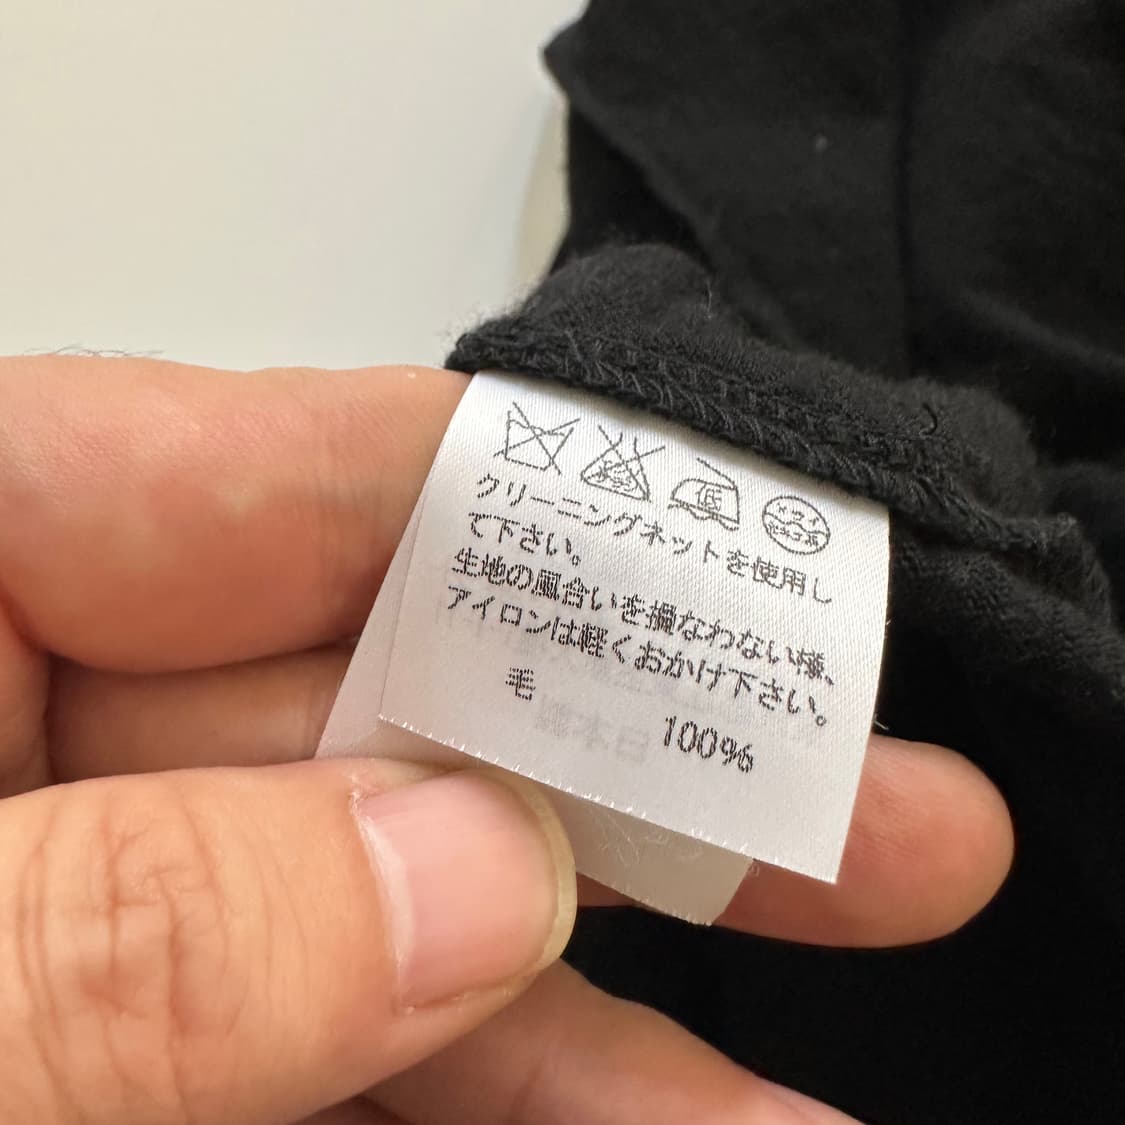 低
クリーニングネットを使用し
て下さい。
生地の風合いを損なわない様、
アイロンは軽くおかけ下さい。
毛 100%